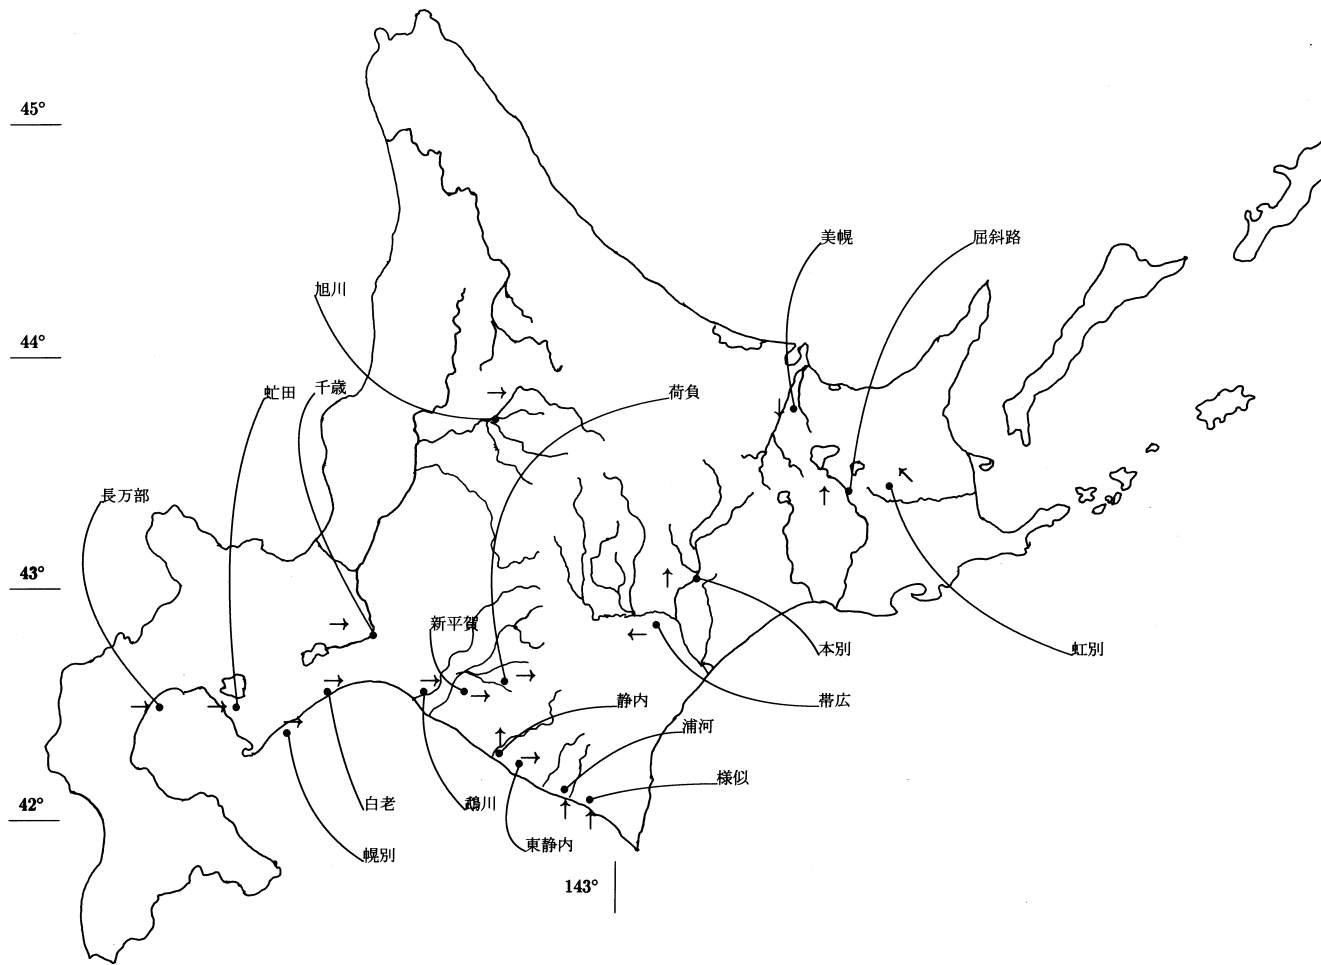 45°
美幌
屈斜路
旭川
44°
虻田
千歳
荷負
長万部
43°
新平賀
本別
虹別
静内
帯広
浦河
様似
42°
白老
鵡川
東静内
幌別
143°